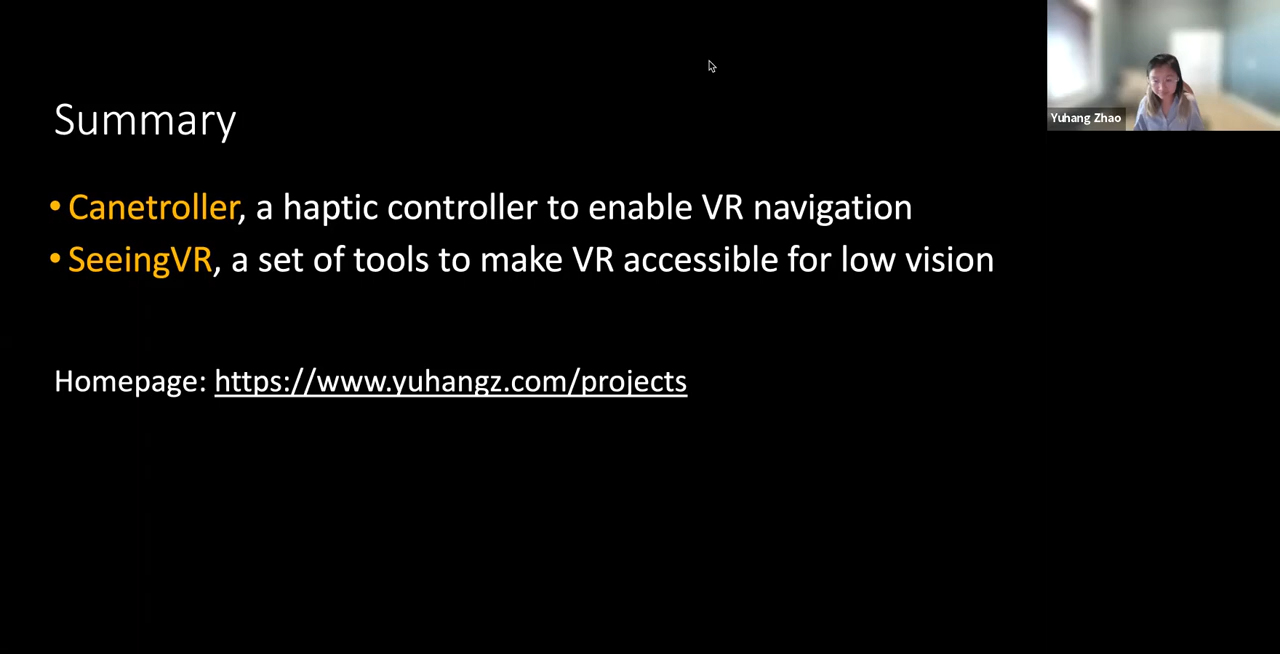 Summary
• Canetroller, a haptic controller to enable VR navigation
• SeeingVR, a set of tools to make VR accessible for low vision
Homepage: https://www.yuhangz.com/projects
Yuhang Zhao